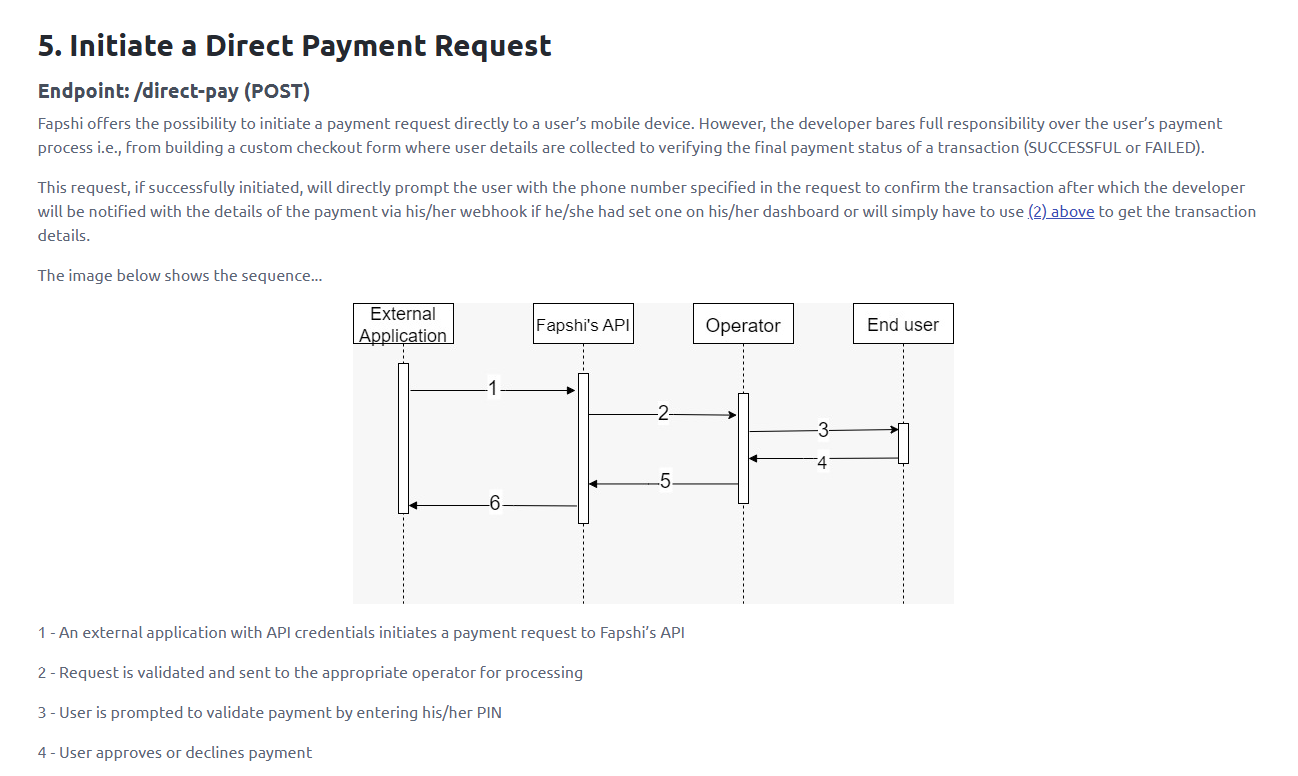 5. Initiate a Direct Payment Request
Endpoint: /direct-pay (POST)
Fapshi offers the possibility to initiate a payment request directly to a user’s mobile device. However, the developer bares full responsibility over the user’s payment
process i.e., from building a custom checkout form where user details are collected to verifying the final payment status of a transaction (SUCCESSFUL or FAILED).
This request, if successfully initiated, will directly prompt the user with the phone number specified in the request to confirm the transaction after which the developer
will be notified with the details of the payment via his/her webhook if he/she had set one on his/her dashboard or will simply have to use (2) above to get the transaction
details.
The image below shows the sequence...
External
Application
Fapshi's API
Operator
End user
1
2
3
4
5
6
1 - An external application with API credentials initiates a payment request to Fapshi’s API
2 - Request is validated and sent to the appropriate operator for processing
3 - User is prompted to validate payment by entering his/her PIN
4 - User approves or declines payment